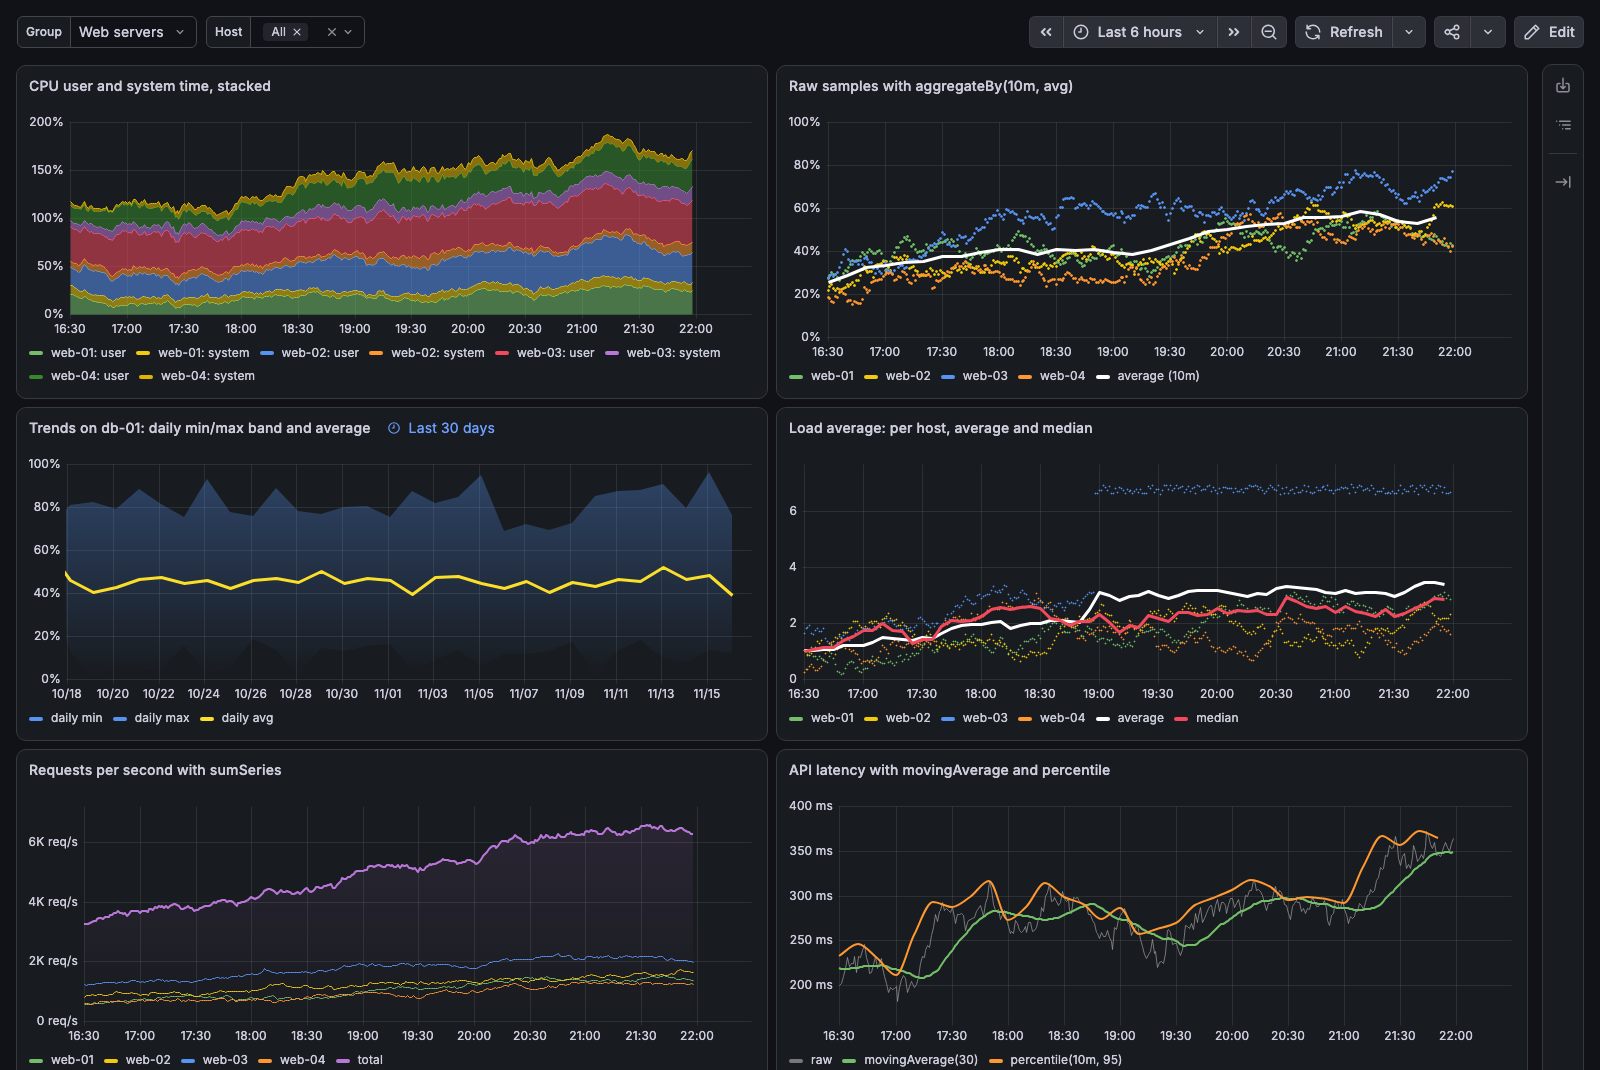 Group Web servers Host All Last 6 hours Refresh Edit
CPU user and system time, stacked
200%
150%
100%
50%
0%
16:30 17:00 17:30 18:00 18:30 19:00 19:30 20:00 20:30 21:00 21:30 22:00
web-01: user web-01: system web-02: user web-02: system web-03: user web-03: system
web-04: user web-04: system
Raw samples with aggregateBy(10m, avg)
100%
80%
60%
40%
20%
0%
16:30 17:00 17:30 18:00 18:30 19:00 19:30 20:00 20:30 21:00 21:30 22:00
web-01 web-02 web-03 web-04 average (10m)
Trends on db-01: daily min/max band and average Last 30 days
100%
80%
60%
40%
20%
0%
10/18 10/20 10/22 10/24 10/26 10/28 10/30 11/01 11/03 11/05 11/07 11/09 11/11 11/13 11/15
daily min daily max daily avg
Load average: per host, average and median
6
4
2
0
16:30 17:00 17:30 18:00 18:30 19:00 19:30 20:00 20:30 21:00 21:30 22:00
web-01 web-02 web-03 web-04 average median
Requests per second with sumSeries
6K req/s
4K req/s
2K req/s
0 req/s
16:30 17:00 17:30 18:00 18:30 19:00 19:30 20:00 20:30 21:00 21:30 22:00
web-01 web-02 web-03 web-04 total
API latency with movingAverage and percentile
400 ms
350 ms
300 ms
250 ms
200 ms
16:30 17:00 17:30 18:00 18:30 19:00 19:30 20:00 20:30 21:00 21:30 22:00
raw movingAverage(30) percentile(10m, 95)